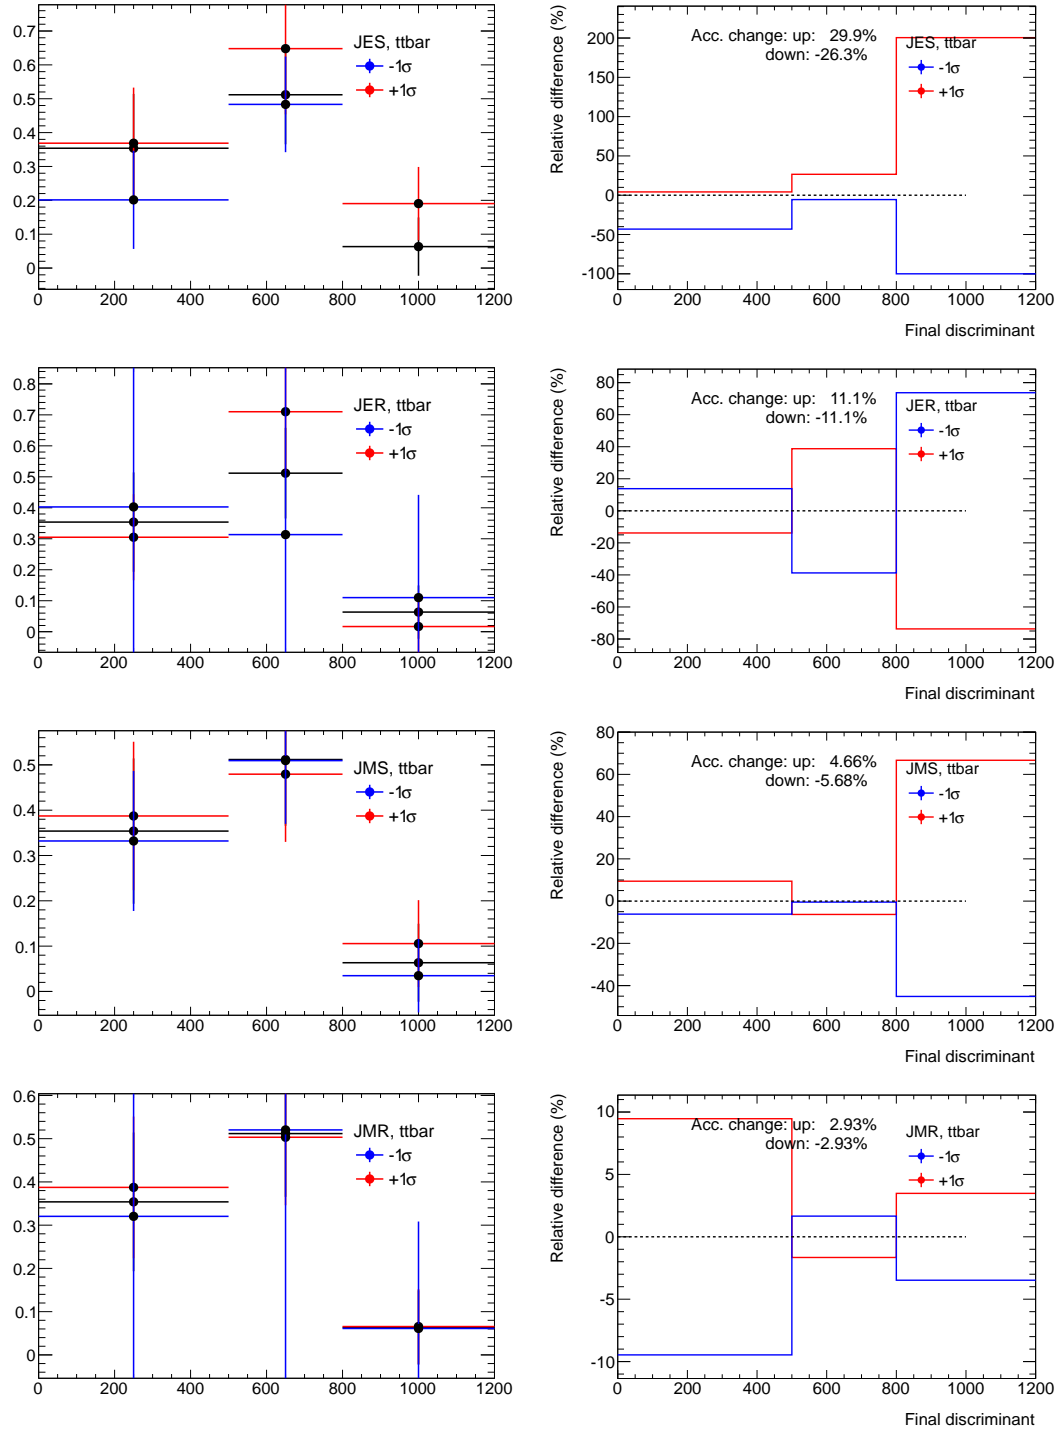 0.7
0.6
0.5
0.4
0.3
0.2
0.1
0
JES, ttbar
-1σ
+1σ
0 200 400 600 800 1000 1200
Relative difference (%)
200
150
100
50
0
-50
-100
Acc. change: up: 29.9%
down: -26.3%
JES, ttbar
-1σ
+1σ
0 200 400 600 800 1000 1200
Final discriminant
0.8
0.7
0.6
0.5
0.4
0.3
0.2
0.1
0
JER, ttbar
-1σ
+1σ
0 200 400 600 800 1000 1200
Relative difference (%)
80
60
40
20
0
-20
-40
-60
-80
Acc. change: up: 11.1%
down: -11.1%
JER, ttbar
-1σ
+1σ
0 200 400 600 800 1000 1200
Final discriminant
0.5
0.4
0.3
0.2
0.1
0
JMS, ttbar
-1σ
+1σ
0 200 400 600 800 1000 1200
Relative difference (%)
80
60
40
20
0
-20
-40
Acc. change: up: 4.66%
down: -5.68%
JMS, ttbar
-1σ
+1σ
0 200 400 600 800 1000 1200
Final discriminant
0.6
0.5
0.4
0.3
0.2
0.1
0
JMR, ttbar
-1σ
+1σ
0 200 400 600 800 1000 1200
Relative difference (%)
10
5
0
-5
-10
Acc. change: up: 2.93%
down: -2.93%
JMR, ttbar
-1σ
+1σ
0 200 400 600 800 1000 1200
Final discriminant